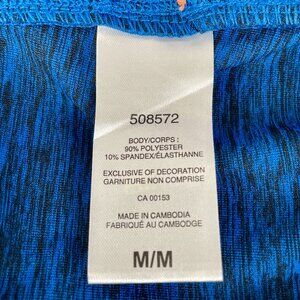 508572
BODY/CORPS :
90% POLYESTER
10% SPANDEX/ÉLASTHANNE
EXCLUSIVE OF DECORATION
GARNITURE NON COMPRISE
CA 00153
MADE IN CAMBODIA
FABRIQUÉ AU CAMBODGE
M/M